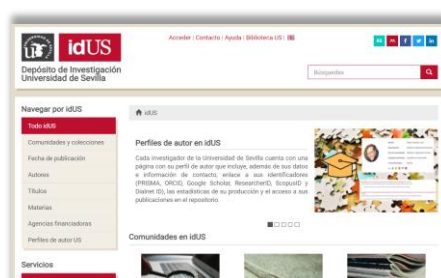 Acceder | Contacto | Ayuda | Biblioteca US |
idUS
Depósito de Investigación
Universidad de Sevilla
Búsquedas
Navegar por idUS
idUS
Todo idUS
Comunidades y colecciones
Fecha de publicación
Autores
Títulos
Materias
Agencias financiadoras
Perfiles de autor US
Servicios
Perfiles de autor en idUS
Cada investigador de la Universidad de Sevilla cuenta con una
página con su perfil de autor que incluye, además de sus datos
e información de contacto, enlace a sus identificadores
(PRISMA, ORCID, Google Scholar, ResearcherID, ScopusID y
Dialnet ID), las estadísticas de su producción y el acceso a sus
publicaciones en el repositorio.
Comunidades en idUS